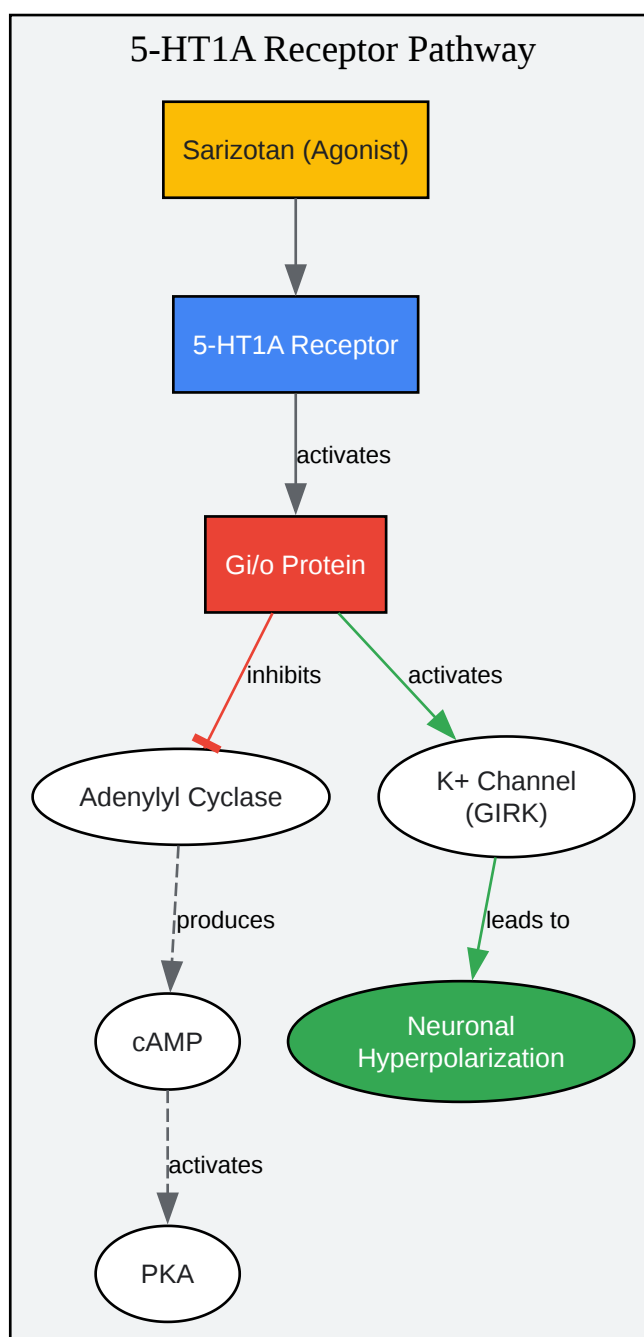 5-HT1A Receptor Pathway
Sarizotan (Agonist)
5-HT1A Receptor
activates
Gi/o Protein
inhibits
activates
Adenylyl Cyclase
K+ Channel
(GIRK)
produces
leads to
cAMP
Neuronal
Hyperpolarization
activates
PKA